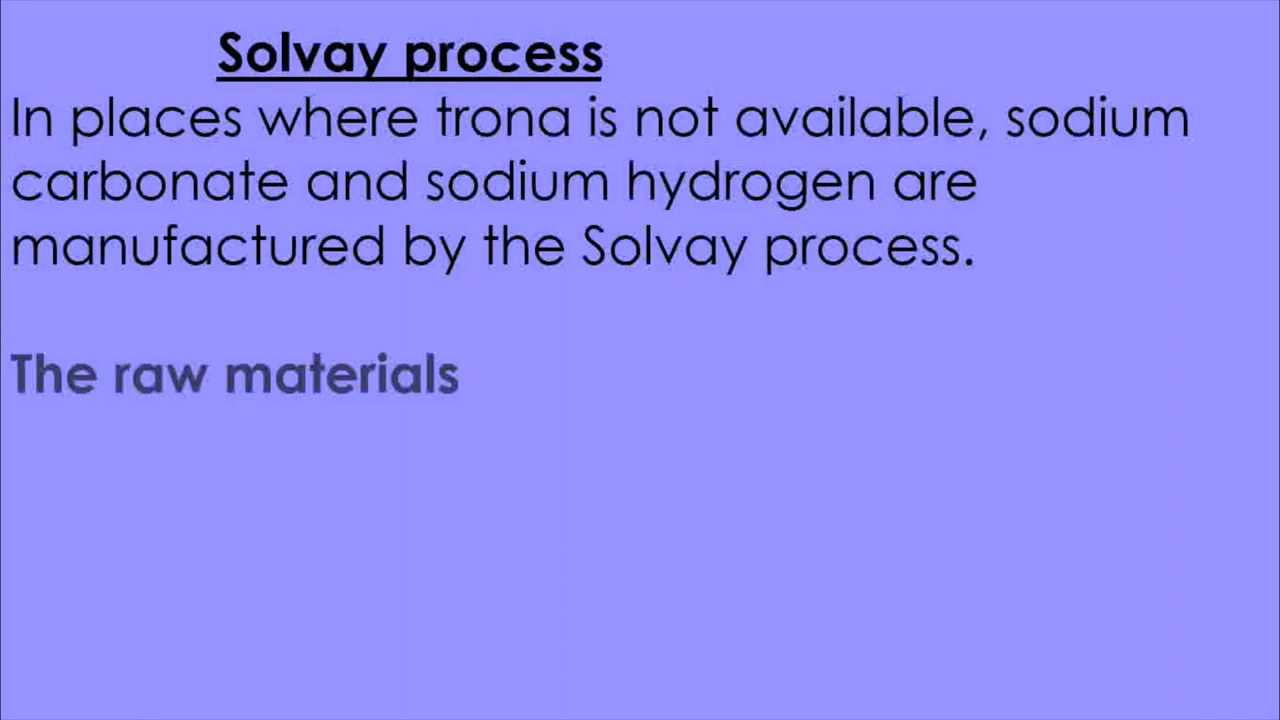 Solvay process
In places where trona is not available, sodium
carbonate and sodium hydrogen are
manufactured by the Solvay process.
The raw materials